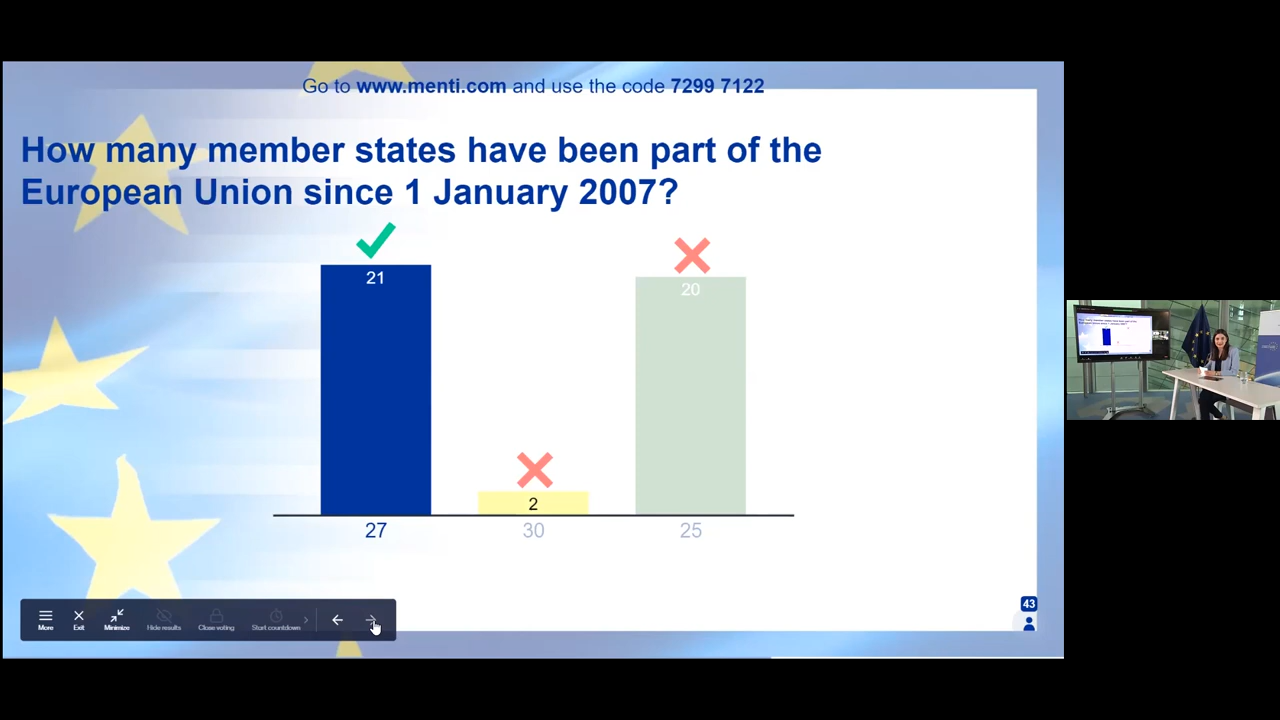 Go to www.menti.com and use the code 7299 7122
How many member states have been part of the
European Union since 1 January 2007?
21
20
2
27
30
25
More
Exit
Minimize
Hide results
Close voting
Start countdown
43